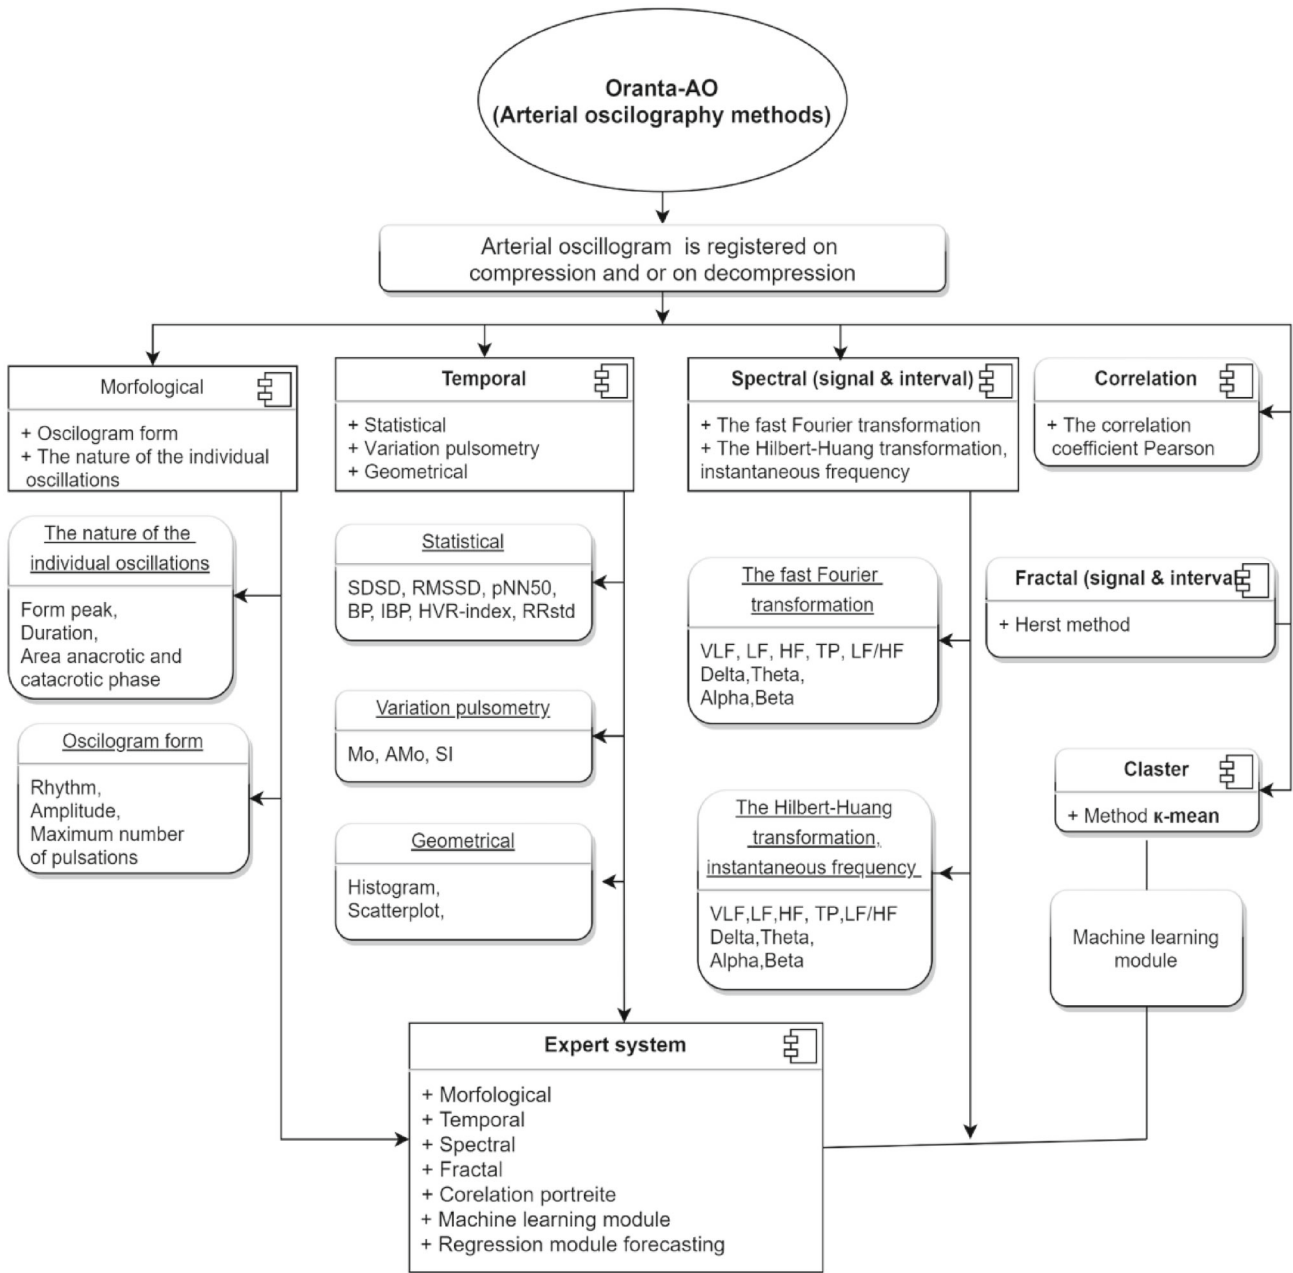 Oranta-AO
(Arterial oscilography methods)
Arterial oscillogram is registered on
compression and or on decompression
Morfological
+ Oscilogram form
+ The nature of the individual
oscillations
Temporal
+ Statistical
+ Variation pulsometry
+ Geometrical
Spectral (signal & interval)
+ The fast Fourier transformation
+ The Hilbert-Huang transformation,
instantaneous frequency
Correlation
+ The correlation
coefficient Pearson
The nature of the
individual oscillations
Form peak,
Duration,
Area anacrotic and
catacrotic phase
Statistical
SDSD, RMSSD, pNN50,
BP, IBP, HVR-index, RRstd
The fast Fourier
transformation
VLF, LF, HF, TP, LF/HF
Delta,Theta,
Alpha,Beta
Fractal (signal & interval
+ Herst method
Oscilogram form
Rhythm,
Amplitude,
Maximum number
of pulsations
Variation pulsometry
Mo, AMo, SI
Geometrical
Histogram,
Scatterplot,
The Hilbert-Huang
transformation,
instantaneous frequency
VLF,LF,HF, TP,LF/HF
Delta,Theta,
Alpha,Beta
Claster
+ Method к-mean
Machine learning
module
Expert system
+ Morfological
+ Temporal
+ Spectral
+ Fractal
+ Corelation portreite
+ Machine learning module
+ Regression module forecasting